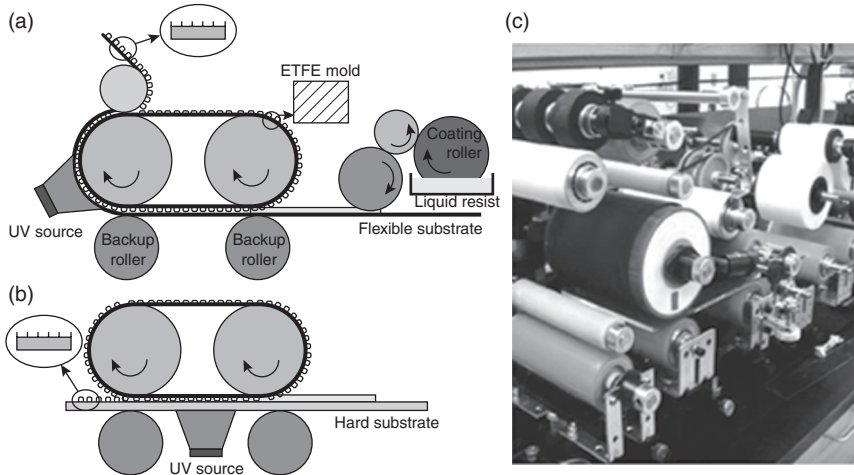 (a)
ETFE mold
Coating
roller
Liquid resist
UV source
Backup
roller
Backup
roller
Flexible substrate
(b)
Hard substrate
UV source
(c)